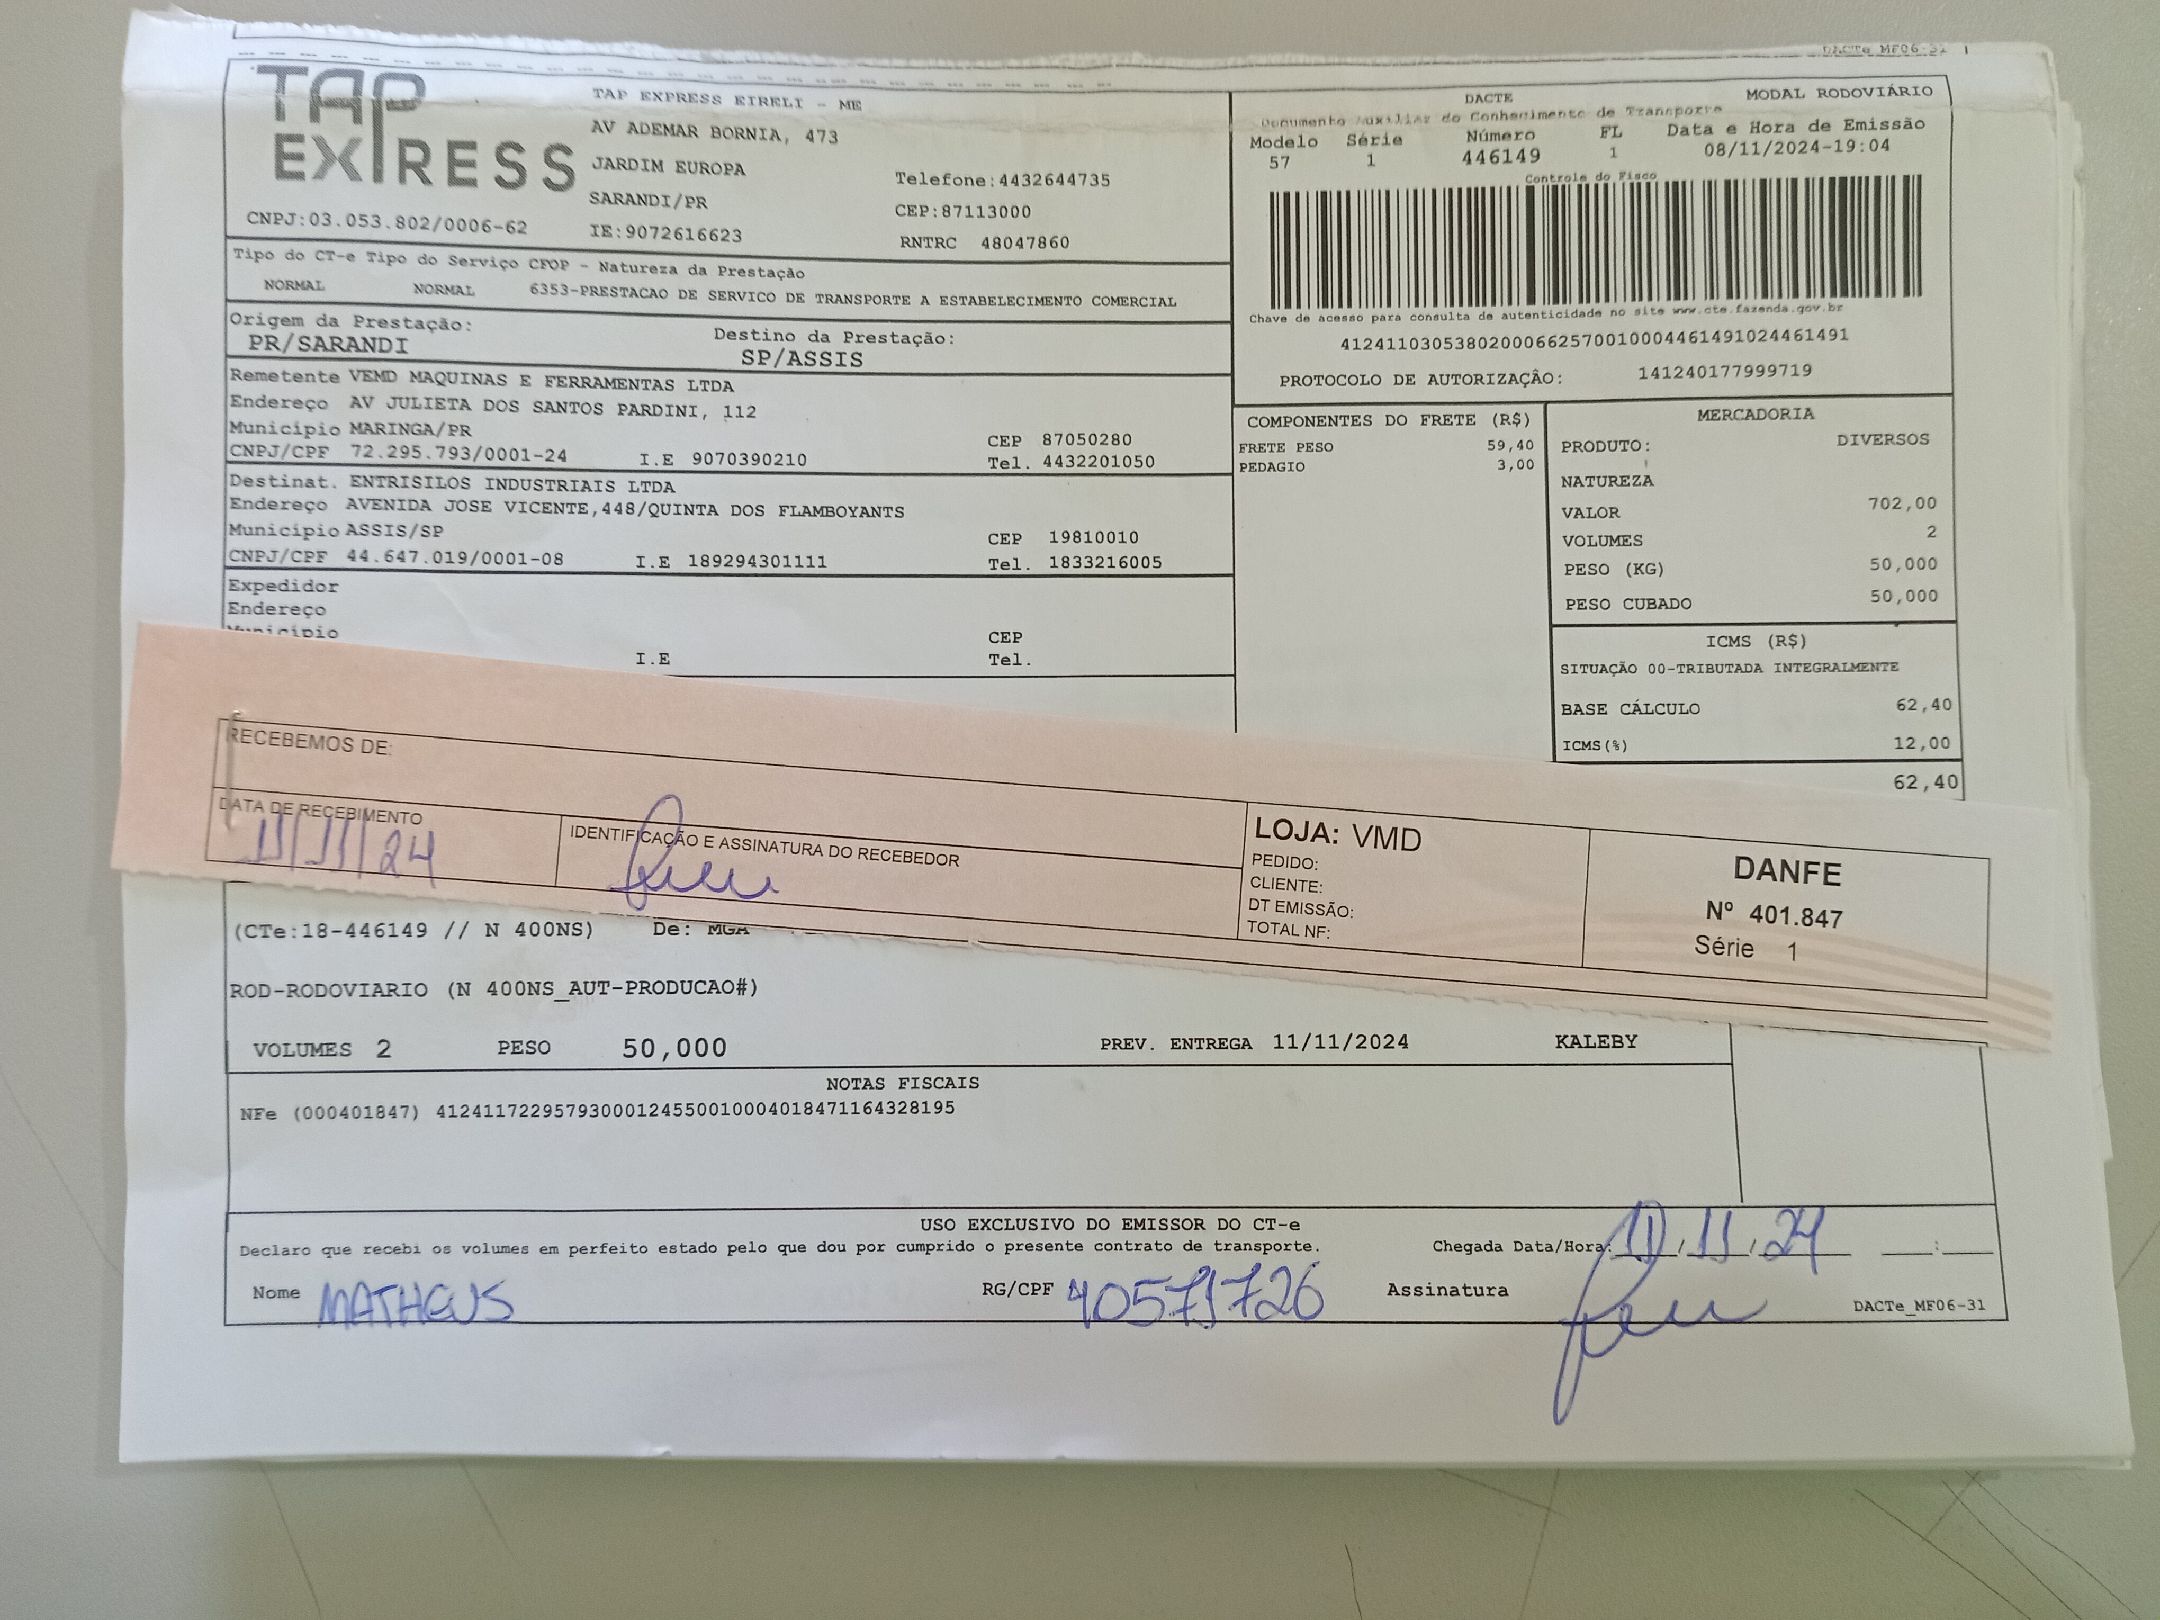 DACTe_MF06-31
TAP
EXPRESS
TAP EXPRESS EIRELI - ME
AV ADEMAR BORNIA, 473
JARDIM EUROPA
SARANDI/PR
Telefone:4432644735
CEP:87113000
CNPJ:03.053.802/0006-62
IE:9072616623
RNTRC 48047860
DACTE
MODAL RODOVIÁRIO
Documento Auxiliar do Conhecimento de Transporte
Modelo Série Número FL Data e Hora de Emissão
57 1 446149 1 08/11/2024-19:04
Controle do Fisco
Chave de acesso para consulta de autenticidade no site www.cte.fazenda.gov.br
41241103053802000662570010004461491024461491
PROTOCOLO DE AUTORIZAÇÂO: 141240177999719
Tipo do CT-e Tipo do Serviço CFOP - Natureza da Prestação
NORMAL NORMAL 6353-PRESTACAO DE SERVICO DE TRANSPORTE A ESTABELECIMENTO COMERCIAL
Origem da Prestação: Destino da Prestação:
PR/SARANDI SP/ASSIS
Remetente VEMD MAQUINAS E FERRAMENTAS LTDA
Endereço AV JULIETA DOS SANTOS PARDINI, 112
Município MARINGA/PR CEP 87050280
CNPJ/CPF 72.295.793/0001-24 I.E 9070390210 Tel. 4432201050
Destinat. ENTRISILOS INDUSTRIAIS LTDA
Endereço AVENIDA JOSE VICENTE,448/QUINTA DOS FLAMBOYANTS
Município ASSIS/SP CEP 19810010
CNPJ/CPF 44.647.019/0001-08 I.E 189294301111 Tel. 1833216005
Expedidor
Endereço
Município CEP
I.E Tel.
COMPONENTES DO FRETE (R$)
FRETE PESO 59,40
PEDAGIO 3,00
MERCADORIA
PRODUTO: DIVERSOS
NATUREZA
VALOR 702,00
VOLUMES 2
PESO (KG) 50,000
PESO CUBADO 50,000
ICMS (R$)
SITUAÇÃO 00-TRIBUTADA INTEGRALMENTE
BASE CÁLCULO 62,40
ICMS(%) 12,00
62,40
RECEBEMOS DE:
DATA DE RECEBIMENTO
11/11/24
IDENTIFICAÇÃO E ASSINATURA DO RECEBEDOR
LOJA: VMD
PEDIDO:
CLIENTE:
DT EMISSÃO:
TOTAL NF:
DANFE
Nº 401.847
Série 1
(CTe:18-446149 // N 400NS) De: MGA
ROD-RODOVIARIO (N 400NS_AUT-PRODUCAO#)
VOLUMES 2 PESO 50,000 PREV. ENTREGA 11/11/2024 KALEBY
NOTAS FISCAIS
NFe (000401847) 41241172295793000124550010004018471164328195
USO EXCLUSIVO DO EMISSOR DO CT-e
Declaro que recebi os volumes em perfeito estado pelo que dou por cumprido o presente contrato de transporte. Chegada Data/Hora: 11/11/24 __:__
Nome MATHEUS RG/CPF 40571726 Assinatura
DACTe_MF06-31